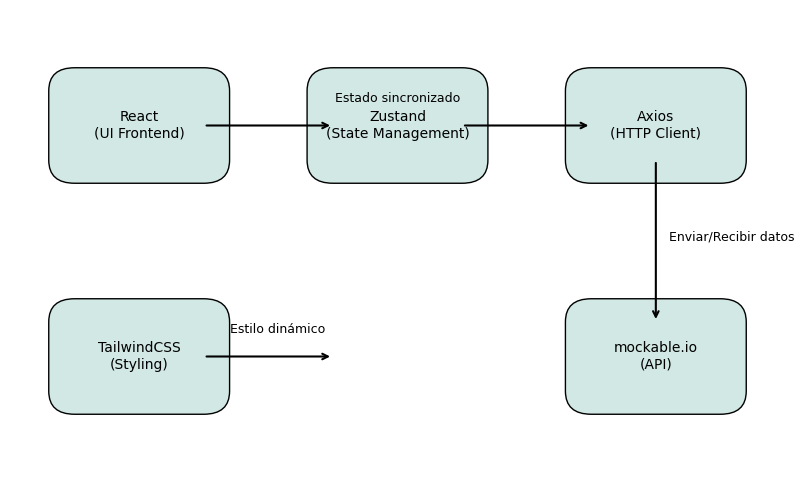 React
(UI Frontend)
Estado sincronizado
Zustand
(State Management)
Axios
(HTTP Client)
Enviar/Recibir datos
TailwindCSS
(Styling)
Estilo dinámico
mockable.io
(API)